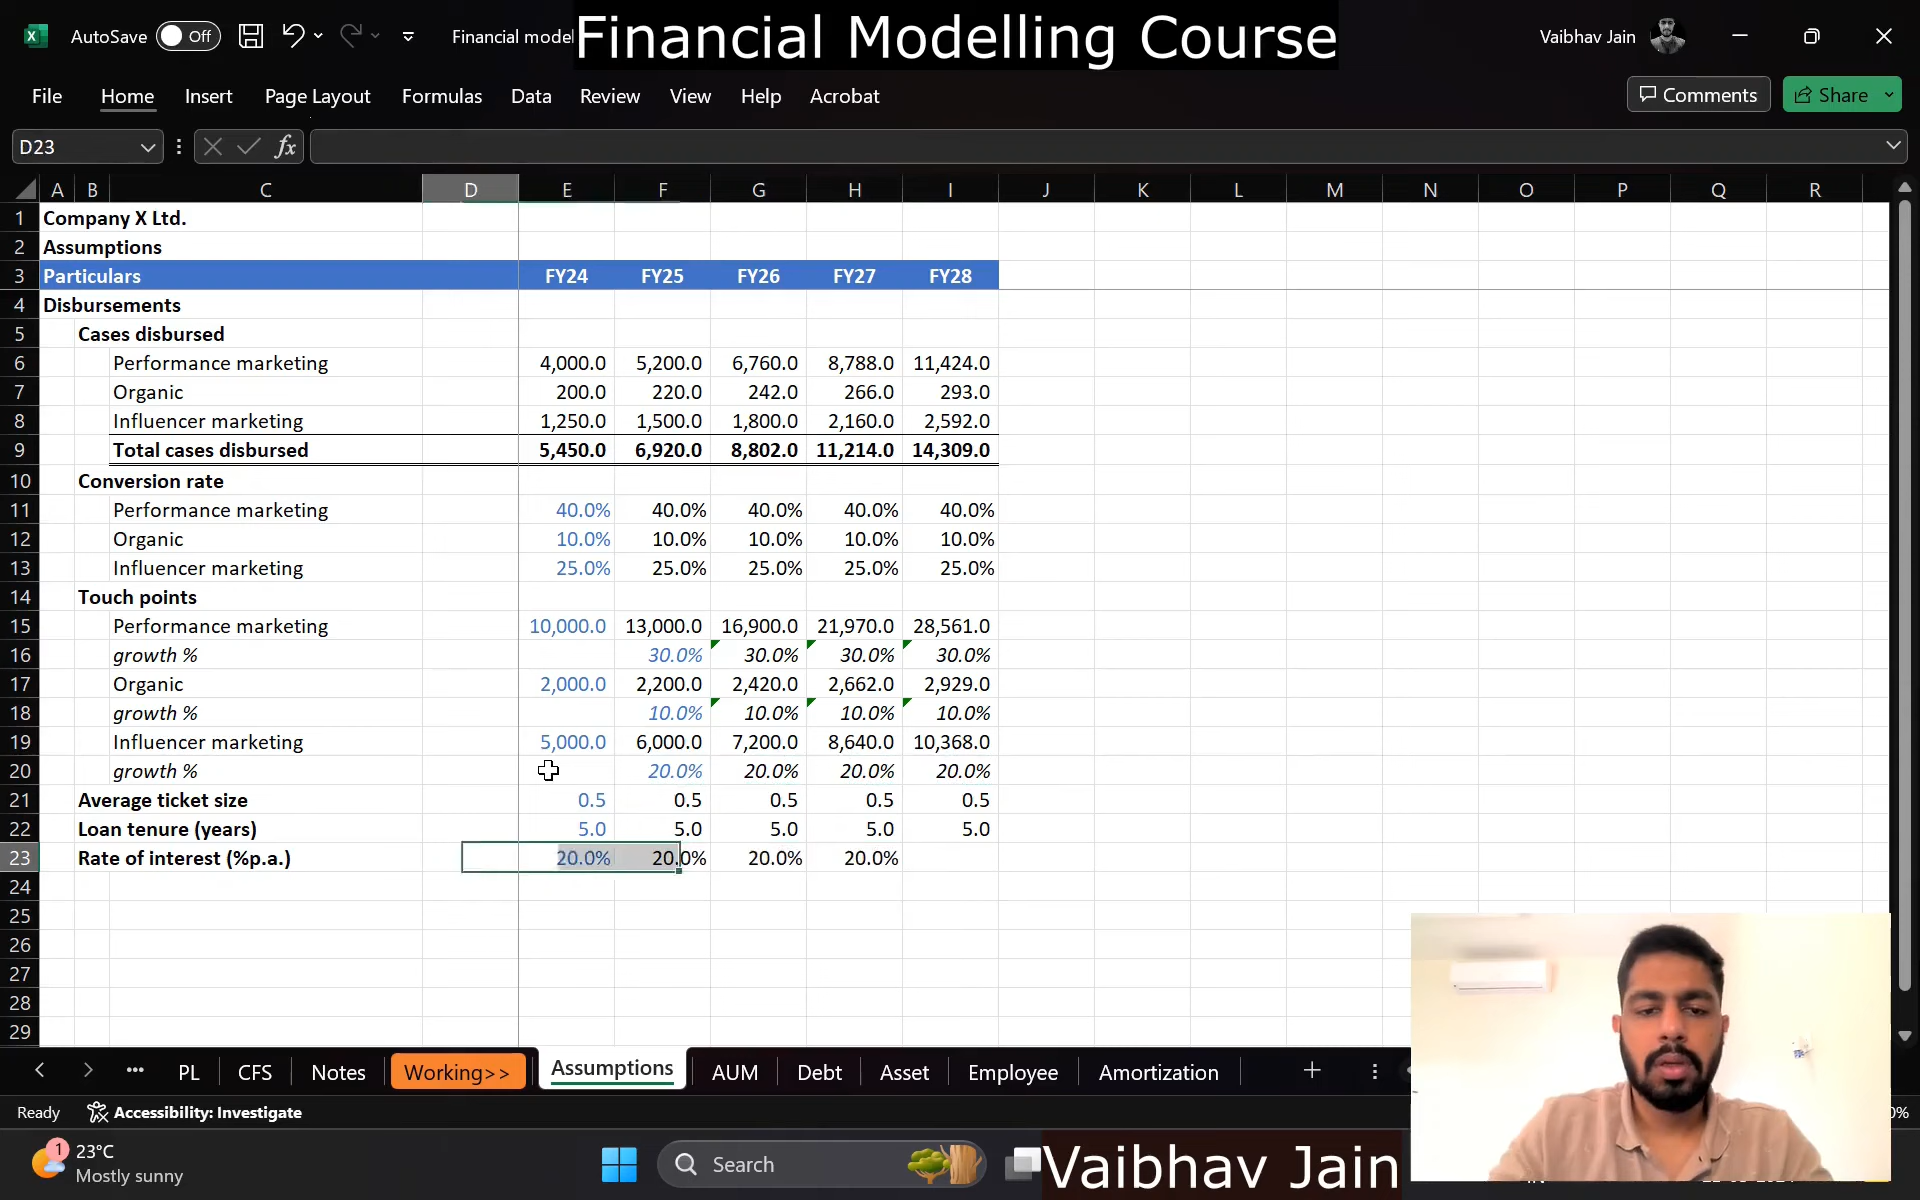 AutoSave Off Financial model Financial Modelling Course Vaibhav Jain
File Home Insert Page Layout Formulas Data Review View Help Acrobat Comments Share
D23 fx
A B C D E F G H I J K L M N O P Q R
1 Company X Ltd.
2 Assumptions
3 Particulars FY24 FY25 FY26 FY27 FY28
4 Disbursements
5 Cases disbursed
6 Performance marketing 4,000.0 5,200.0 6,760.0 8,788.0 11,424.0
7 Organic 200.0 220.0 242.0 266.0 293.0
8 Influencer marketing 1,250.0 1,500.0 1,800.0 2,160.0 2,592.0
9 Total cases disbursed 5,450.0 6,920.0 8,802.0 11,214.0 14,309.0
10 Conversion rate
11 Performance marketing 40.0% 40.0% 40.0% 40.0% 40.0%
12 Organic 10.0% 10.0% 10.0% 10.0% 10.0%
13 Influencer marketing 25.0% 25.0% 25.0% 25.0% 25.0%
14 Touch points
15 Performance marketing 10,000.0 13,000.0 16,900.0 21,970.0 28,561.0
16 growth % 30.0% 30.0% 30.0% 30.0%
17 Organic 2,000.0 2,200.0 2,420.0 2,662.0 2,929.0
18 growth % 10.0% 10.0% 10.0% 10.0%
19 Influencer marketing 5,000.0 6,000.0 7,200.0 8,640.0 10,368.0
20 growth % 20.0% 20.0% 20.0% 20.0%
21 Average ticket size 0.5 0.5 0.5 0.5 0.5
22 Loan tenure (years) 5.0 5.0 5.0 5.0 5.0
23 Rate of interest (%p.a.) 20.0% 20.0% 20.0% 20.0%
24
25
26
27
28
29
PL CFS Notes Working>> Assumptions AUM Debt Asset Employee Amortization
Ready Accessibility: Investigate 0%
1 23°C
Mostly sunny
Search
Vaibhav Jain